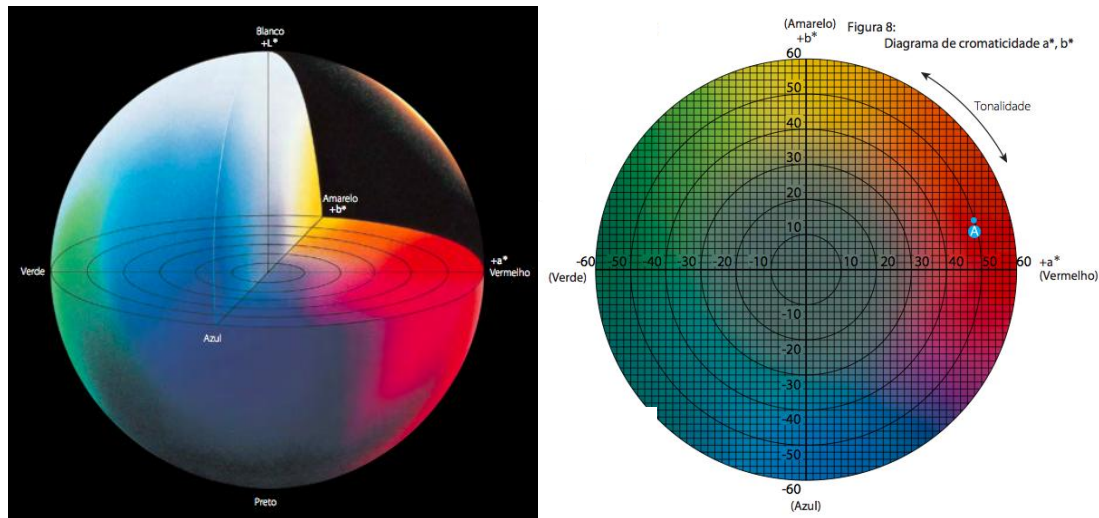 Blanco
+L*
Amarelo
+b*
Verde
+a*
Vermelho
Azul
Preto
(Amarelo)
+b*
Figura 8:
Diagrama de cromaticidade a*, b*
Tonalidade
60
50
40
30
20
10
A
-60 -50 -40 -30 -20 -10 10 20 30 40 50 60
(Verde)
+a*
(Vermelho)
-10
-20
-30
-40
-50
-60
(Azul)